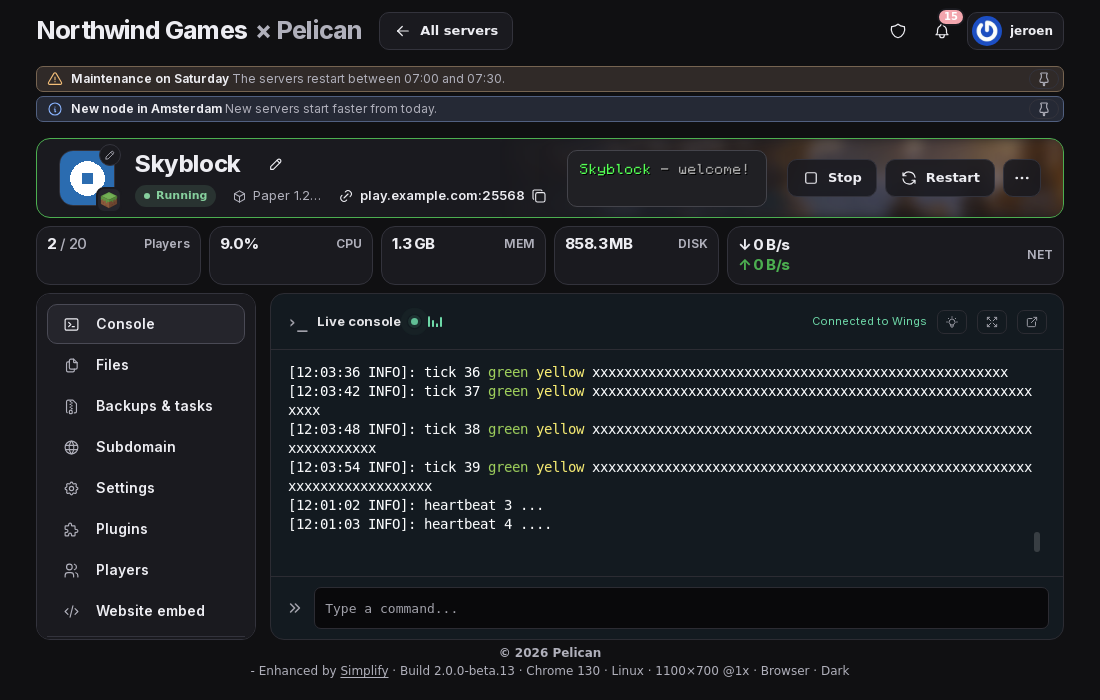 Northwind Games × Pelican
All servers
15
jeroen
Maintenance on Saturday The servers restart between 07:00 and 07:30.
New node in Amsterdam New servers start faster from today.
Skyblock
Running
Paper 1.2…
play.example.com:25568
Skyblock – welcome!
Stop
Restart
2 / 20
Players
9.0%
CPU
1.3 GB
MEM
858.3 MB
DISK
↓ 0 B/s
↑ 0 B/s
NET
Console
Files
Backups & tasks
Subdomain
Settings
Plugins
Players
Website embed
Live console
Connected to Wings
[12:03:36 INFO]: tick 36 green yellow xxxxxxxxxxxxxxxxxxxxxxxxxxxxxxxxxxxxxxxxxxxxxxxxxxxx
[12:03:42 INFO]: tick 37 green yellow xxxxxxxxxxxxxxxxxxxxxxxxxxxxxxxxxxxxxxxxxxxxxxxxxxxxxxx
xxxx
[12:03:48 INFO]: tick 38 green yellow xxxxxxxxxxxxxxxxxxxxxxxxxxxxxxxxxxxxxxxxxxxxxxxxxxxxxxx
xxxxxxxxxxx
[12:03:54 INFO]: tick 39 green yellow xxxxxxxxxxxxxxxxxxxxxxxxxxxxxxxxxxxxxxxxxxxxxxxxxxxxxxx
xxxxxxxxxxxxxxxxxx
[12:01:02 INFO]: heartbeat 3 ...
[12:01:03 INFO]: heartbeat 4 ....
Type a command...
© 2026 Pelican
- Enhanced by Simplify · Build 2.0.0-beta.13 · Chrome 130 · Linux · 1100×700 @1x · Browser · Dark